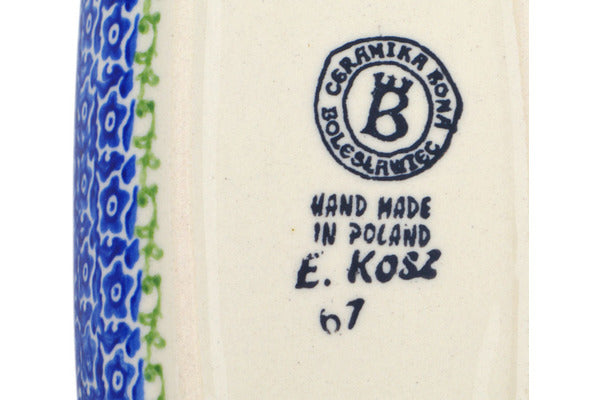 CERAMIKA BONA
B
BOLESŁAWIEC
HAND MADE
IN POLAND
E. KOSZ
67